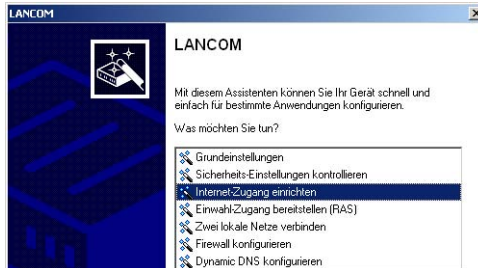 LANCOM
LANCOM
Mit diesem Assistenten können Sie Ihr Gerät schnell und
einfach für bestimmte Anwendungen konfigurieren.
Was möchten Sie tun?
Grundeinstellungen
Sicherheits-Einstellungen kontrollieren
Internet-Zugang einrichten
Einwahl-Zugang bereitstellen (RAS)
Zwei lokale Netze verbinden
Firewall konfigurieren
Dynamic DNS konfigurieren